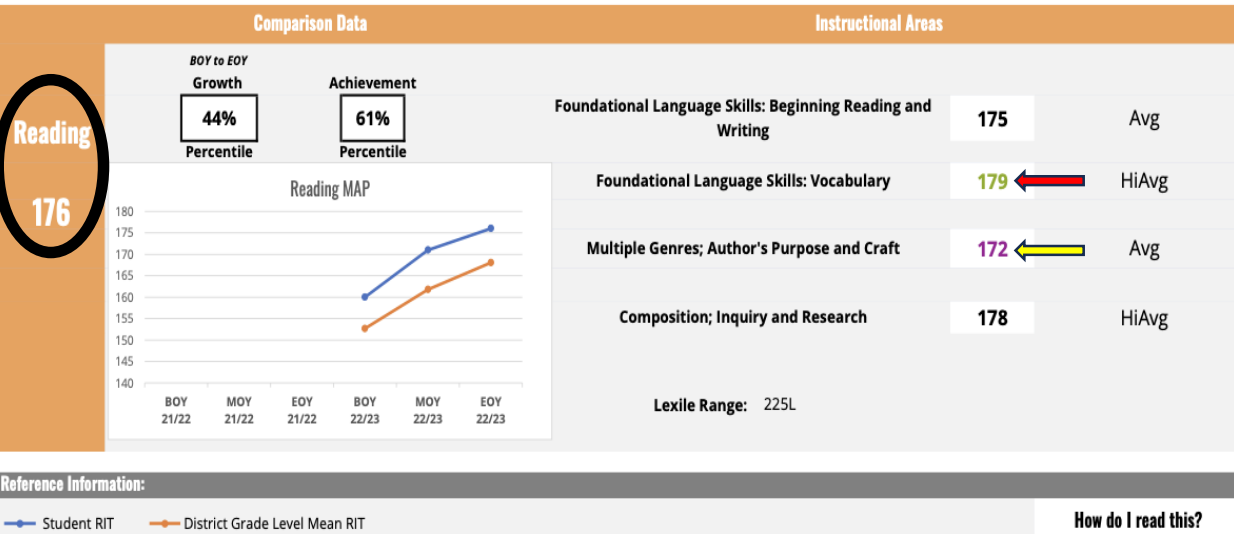 Comparison Data
Instructional Areas
Reading
176
BOY to EOY
Growth
44%
Percentile
Achievement
61%
Percentile
Reading MAP
180
175
170
165
160
155
150
145
140
BOY MOY EOY BOY MOY EOY
21/22 21/22 21/22 22/23 22/23 22/23
Foundational Language Skills: Beginning Reading and
Writing
175 Avg
Foundational Language Skills: Vocabulary 179 HiAvg
Multiple Genres; Author's Purpose and Craft 172 Avg
Composition; Inquiry and Research 178 HiAvg
Lexile Range: 225L
Reference Information:
Student RIT District Grade Level Mean RIT
How do I read this?